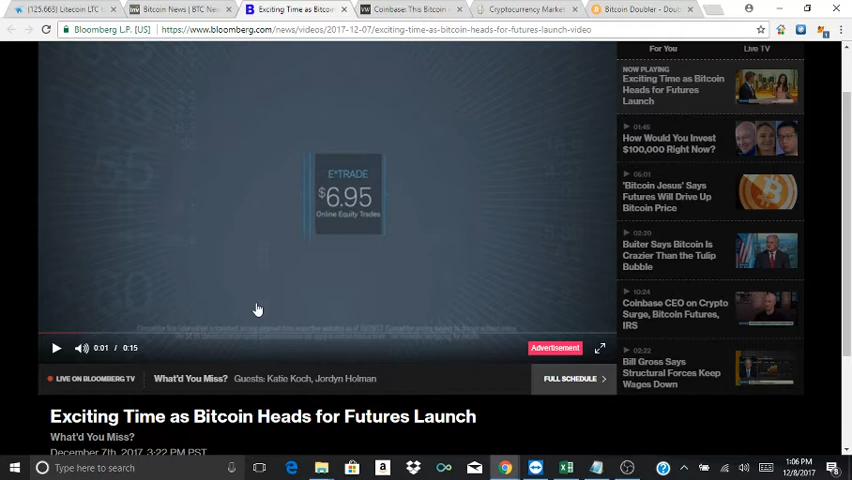 (125,663) Litecoin LTC t
Bitcoin News | BTC Ne
Exciting Time as Bitcoin
Coinbase: This Bitcoin
Cryptocurrency Market
Bitcoin Doubler - Doub
Bloomberg L.P. [US]
https://www.bloomberg.com/news/videos/2017-12-07/exciting-time-as-bitcoin-heads-for-futures-launch-video
For You
Live TV
NOW PLAYING
Exciting Time as Bitcoin
Heads for Futures
Launch
01:45
How Would You Invest
$100,000 Right Now?
05:01
'Bitcoin Jesus' Says
Futures Will Drive Up
Bitcoin Price
02:20
Buiter Says Bitcoin Is
Crazier Than the Tulip
Bubble
10:24
Coinbase CEO on Crypto
Surge, Bitcoin Futures,
IRS
02:22
Bill Gross Says
Structural Forces Keep
Wages Down
E*TRADE
$6.95
Online Equity Trades
0:01 / 0:15
Advertisement
LIVE ON BLOOMBERG TV
What'd You Miss? Guests: Katie Koch, Jordyn Holman
FULL SCHEDULE
Exciting Time as Bitcoin Heads for Futures Launch
What'd You Miss?
December 7th, 2017, 3:22 PM PST
Type here to search
1:06 PM
12/8/2017